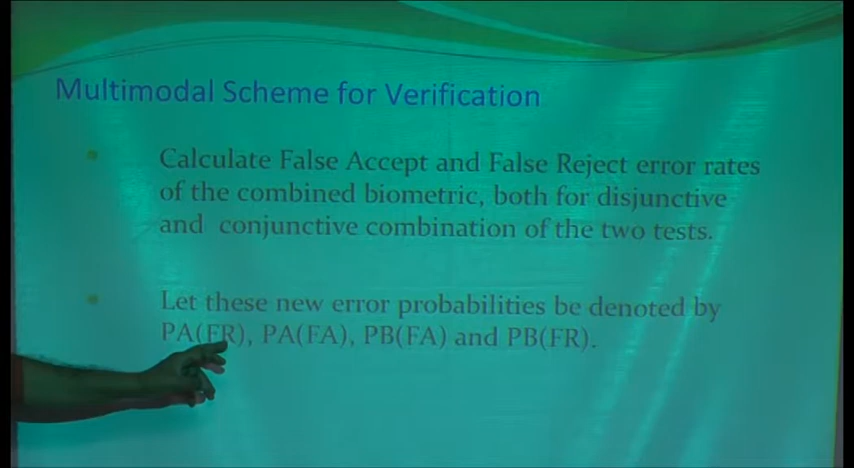 Multimodal Scheme for Verification
Calculate False Accept and False Reject error rates
of the combined biometric, both for disjunctive
and conjunctive combination of the two tests.
Let these new error probabilities be denoted by
PA(FR), PA(FA), PB(FA) and PB(FR).